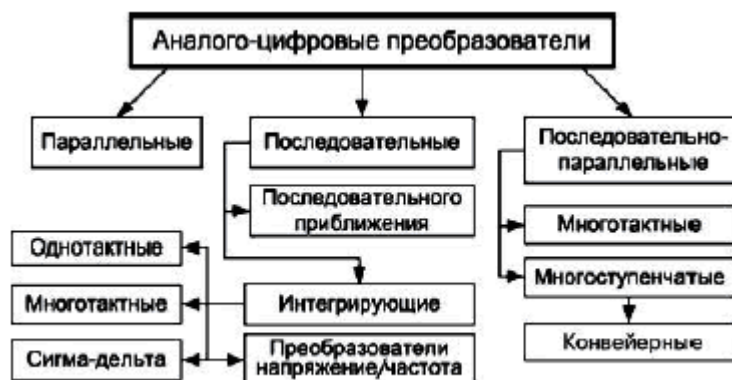 Аналого-цифровые преобразователи
Параллельные
Последовательные
Последовательно-
параллельные
Последовательного
приближения
Многотактные
Однотактные
Многоступенчатые
Многотактные
Интегрирующие
Конвейерные
Сигма-дельта
Преобразователи
напряжение/частота